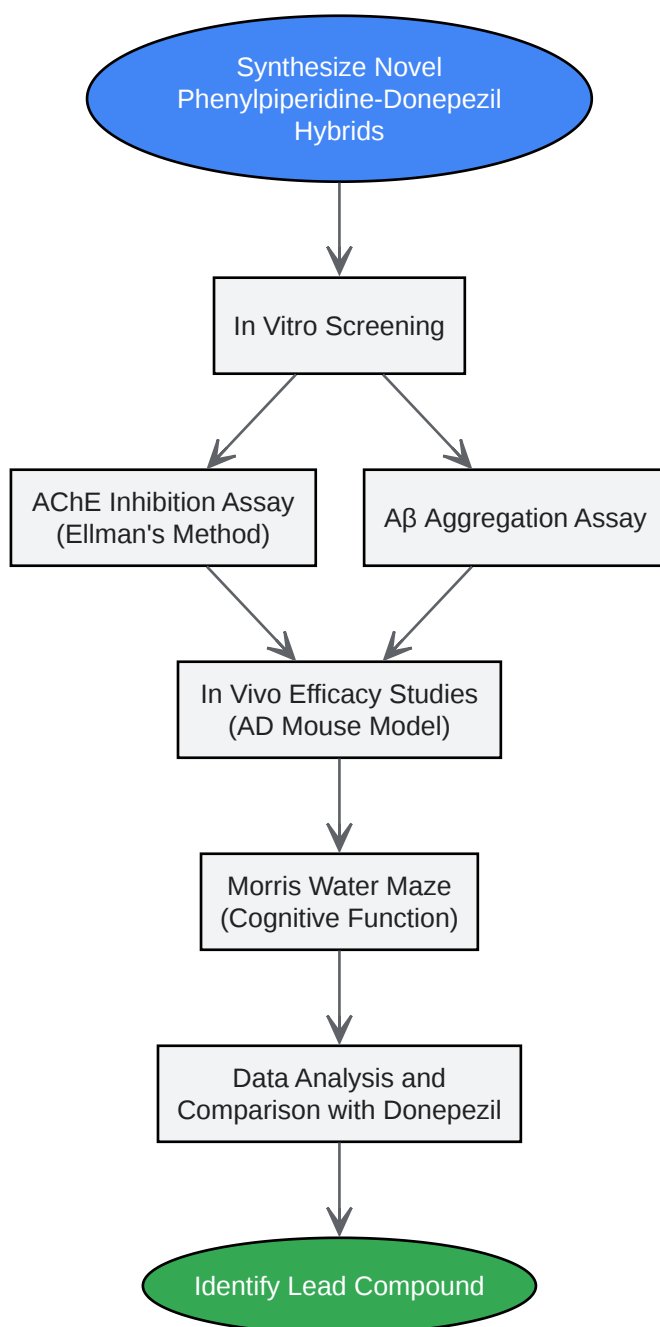 Synthesize Novel
Phenylpiperidine-Donepezil
Hybrids
In Vitro Screening
AChE Inhibition Assay
(Ellman's Method)
Aβ Aggregation Assay
In Vivo Efficacy Studies
(AD Mouse Model)
Morris Water Maze
(Cognitive Function)
Data Analysis and
Comparison with Donepezil
Identify Lead Compound